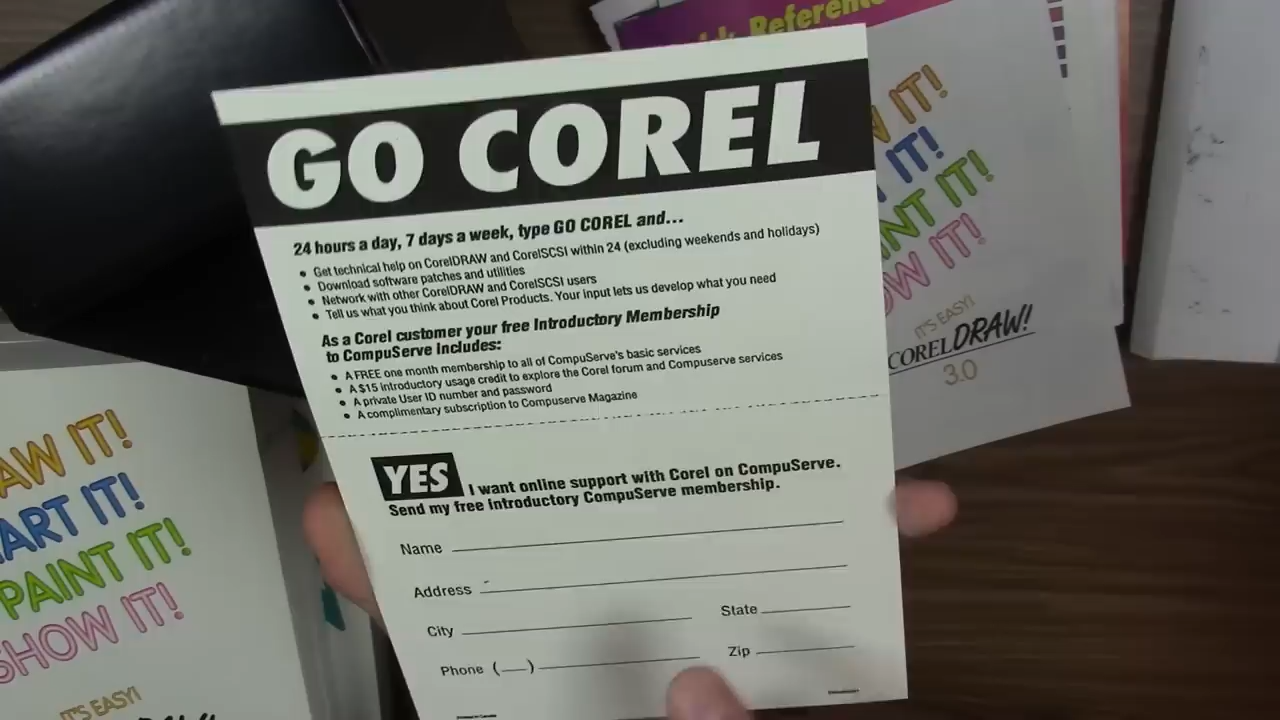 Referen
GO COREL
24 hours a day, 7 days a week, type GO COREL and...
• Get technical help on CorelDRAW and CorelSCSI within 24 (excluding weekends and holidays)
• Download software patches and utilities
• Network with other CorelDRAW and CorelSCSI users
• Tell us what you think about Corel Products. Your input lets us develop what you need
As a Corel customer your free Introductory Membership
to CompuServe Includes:
• A FREE one month membership to all of CompuServe's basic services
• A $15 introductory usage credit to explore the Corel forum and Compuserve services
• A private User ID number and password
• A complimentary subscription to Compuserve Magazine
YES I want online support with Corel on CompuServe.
Send my free introductory CompuServe membership.
Name
Address
City State
Phone ( ) Zip
Printed in Canada
W IT!
IT!
INT IT!
OW IT!
IT'S EASY!
COREL DRAW!
3.0
AW IT!
ART IT!
PAINT IT!
SHOW IT!
IT'S EASY!